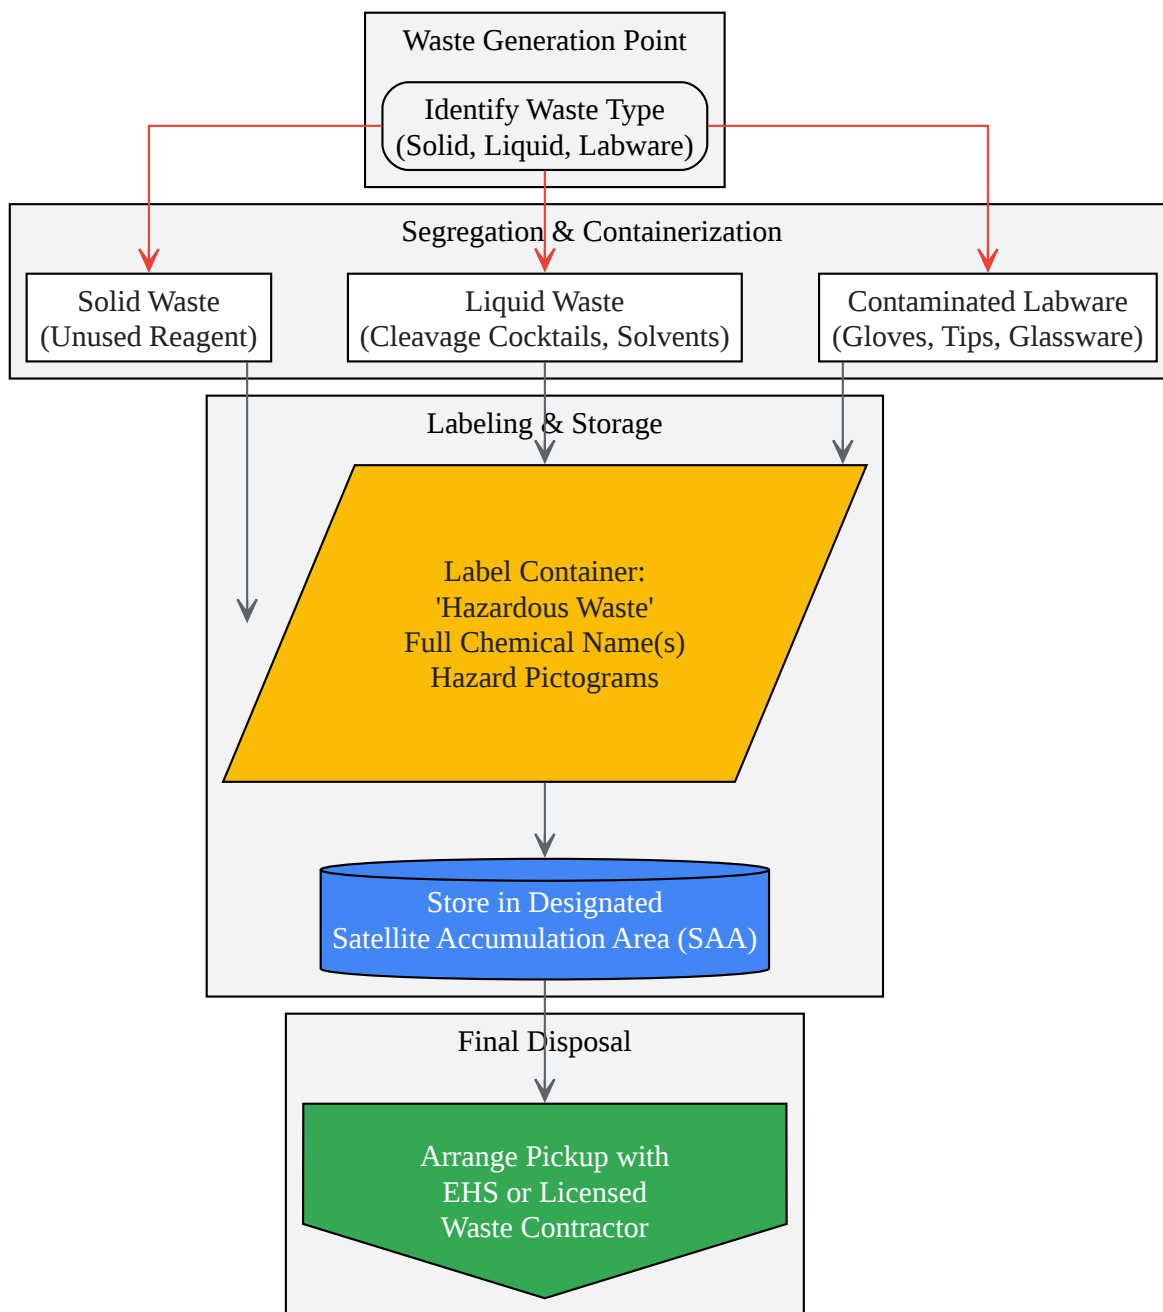 Waste Generation Point
Identify Waste Type
(Solid, Liquid, Labware)
Segregation & Containerization
Solid Waste
(Unused Reagent)
Liquid Waste
(Cleavage Cocktails, Solvents)
Contaminated Labware
(Gloves, Tips, Glassware)
Labeling & Storage
Label Container:
'Hazardous Waste'
Full Chemical Name(s)
Hazard Pictograms
Store in Designated
Satellite Accumulation Area (SAA)
Final Disposal
Arrange Pickup with
EHS or Licensed
Waste Contractor